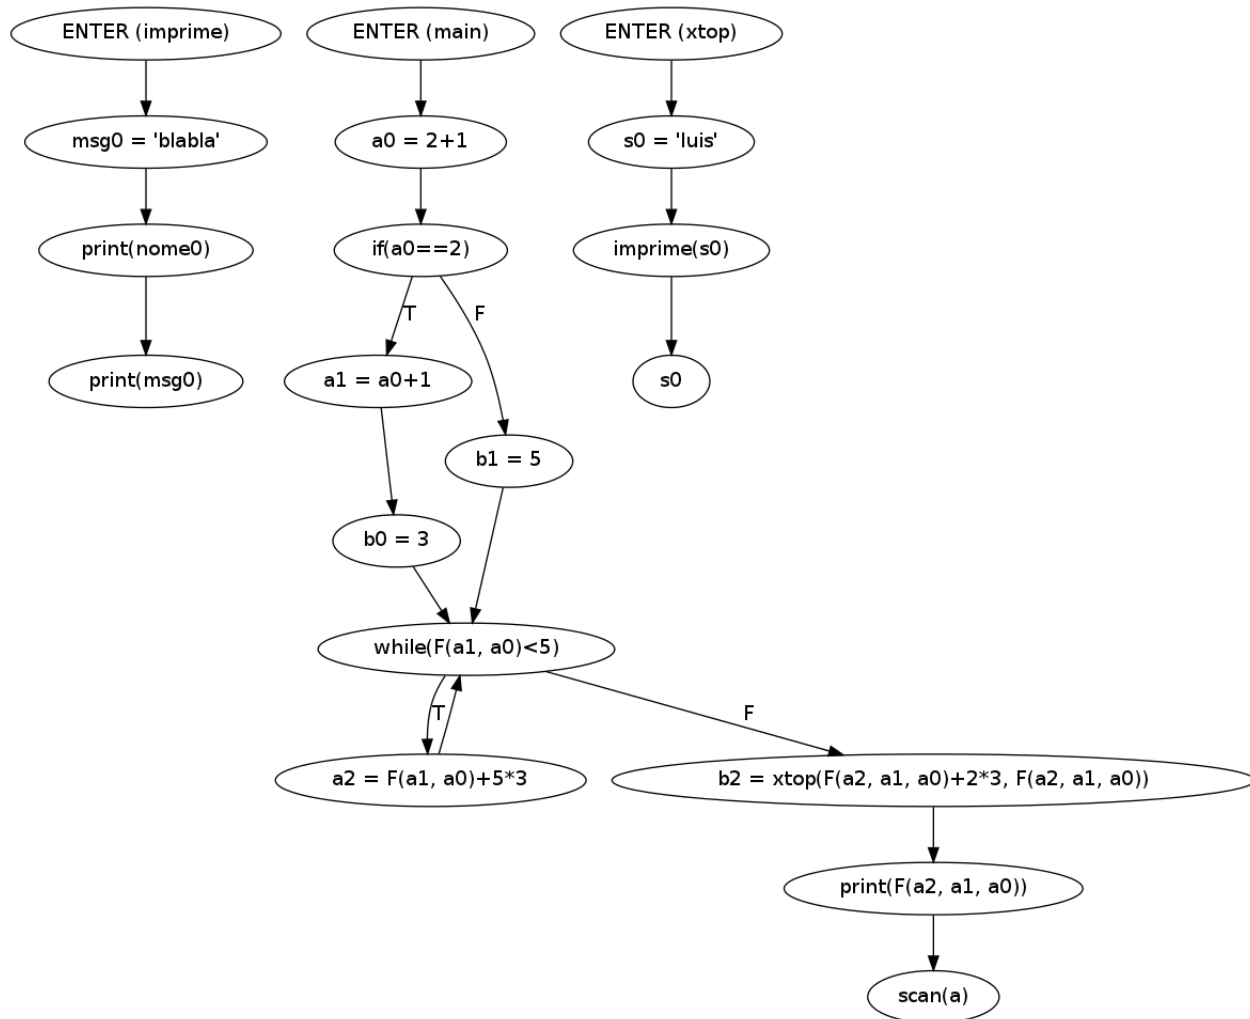 ENTER (imprime)
msg0 = 'blabla'
print(nome0)
print(msg0)
ENTER (main)
a0 = 2+1
if(a0==2)
T
F
a1 = a0+1
b1 = 5
b0 = 3
while(F(a1, a0)<5)
T
F
a2 = F(a1, a0)+5*3
b2 = xtop(F(a2, a1, a0)+2*3, F(a2, a1, a0))
print(F(a2, a1, a0))
scan(a)
ENTER (xtop)
s0 = 'luis'
imprime(s0)
s0